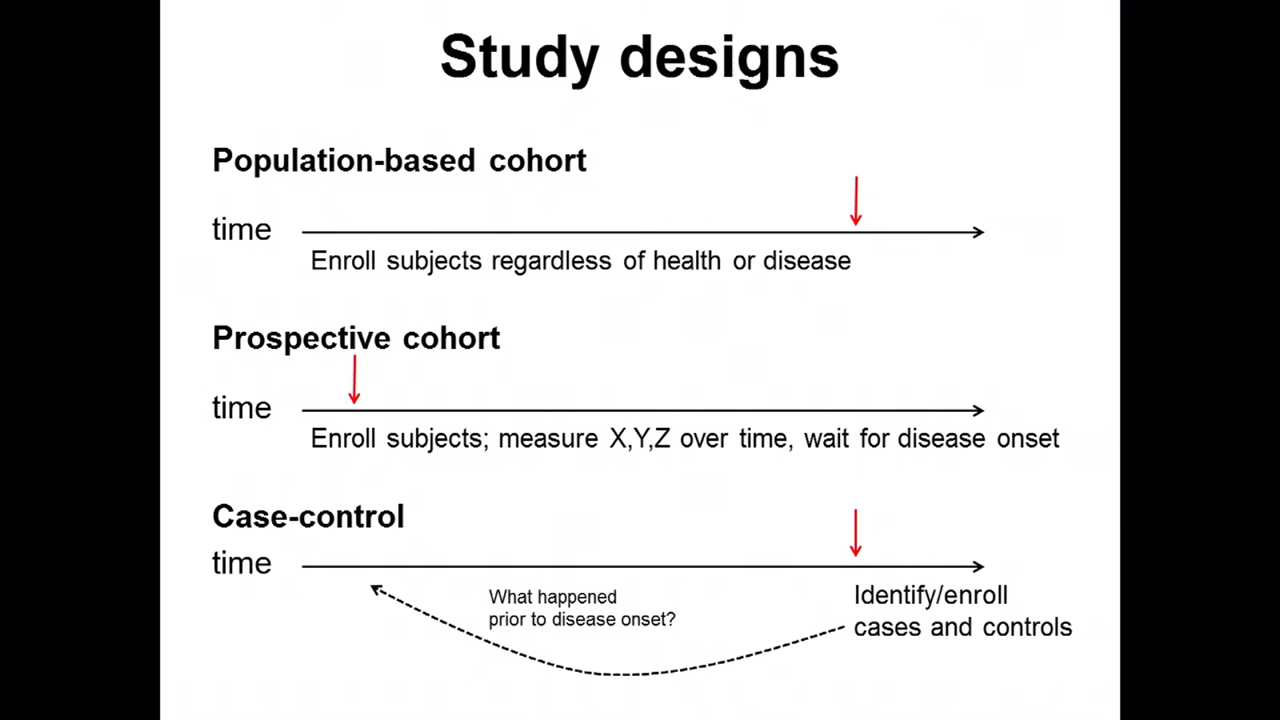 Study designs
Population-based cohort
time
Enroll subjects regardless of health or disease
Prospective cohort
time
Enroll subjects; measure X,Y,Z over time, wait for disease onset
Case-control
time
What happened
prior to disease onset?
Identify/enroll
cases and controls